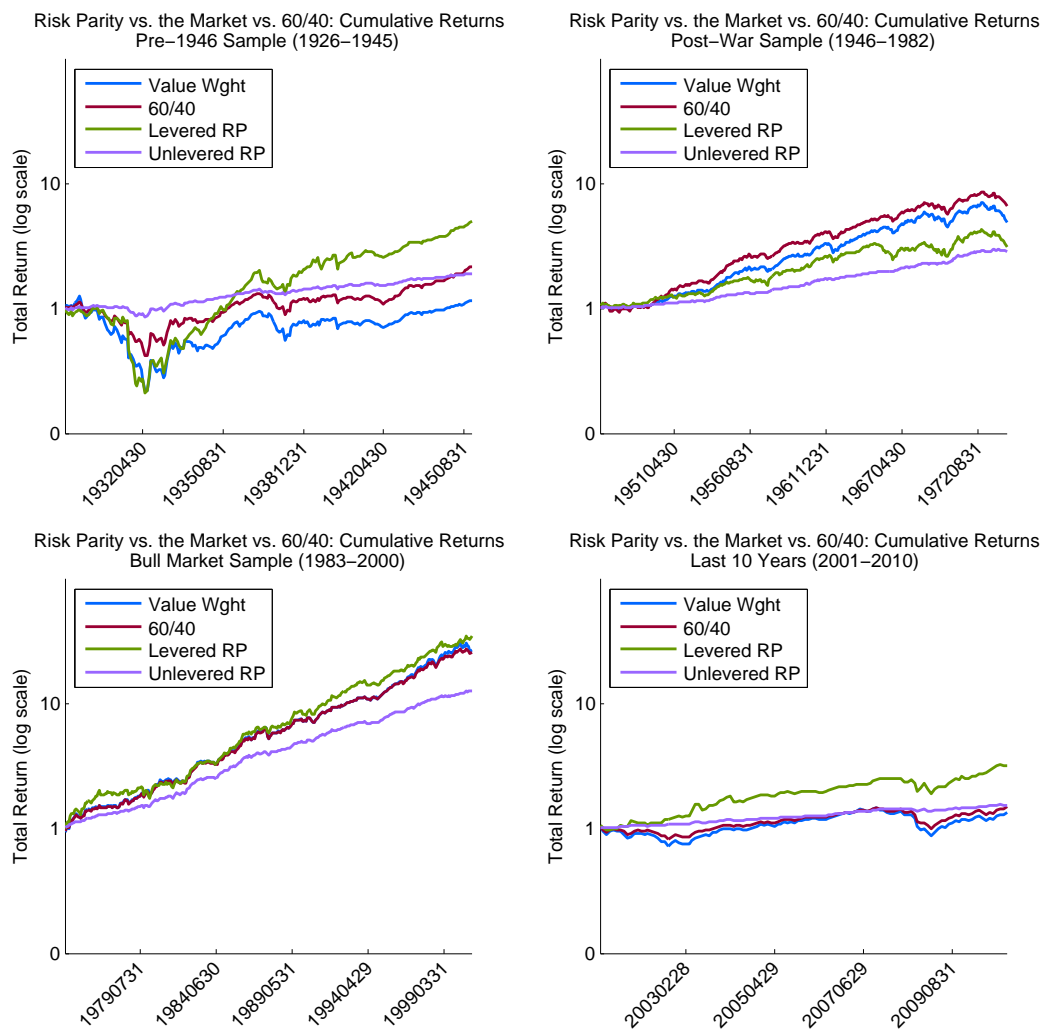 Risk Parity vs. the Market vs. 60/40: Cumulative Returns
Pre−1946 Sample (1926−1945)
Value Wght
60/40
Levered RP
Unlevered RP
Total Return (log scale)
10
1
0
19320430
19350831
19381231
19420430
19450831
Risk Parity vs. the Market vs. 60/40: Cumulative Returns
Post−War Sample (1946−1982)
Value Wght
60/40
Levered RP
Unlevered RP
Total Return (log scale)
10
1
0
19510430
19560831
19611231
19670430
19720831
Risk Parity vs. the Market vs. 60/40: Cumulative Returns
Bull Market Sample (1983−2000)
Value Wght
60/40
Levered RP
Unlevered RP
Total Return (log scale)
10
1
0
19790731
19840630
19890531
19940429
19990331
Risk Parity vs. the Market vs. 60/40: Cumulative Returns
Last 10 Years (2001−2010)
Value Wght
60/40
Levered RP
Unlevered RP
Total Return (log scale)
10
1
0
20030228
20050429
20070629
20090831